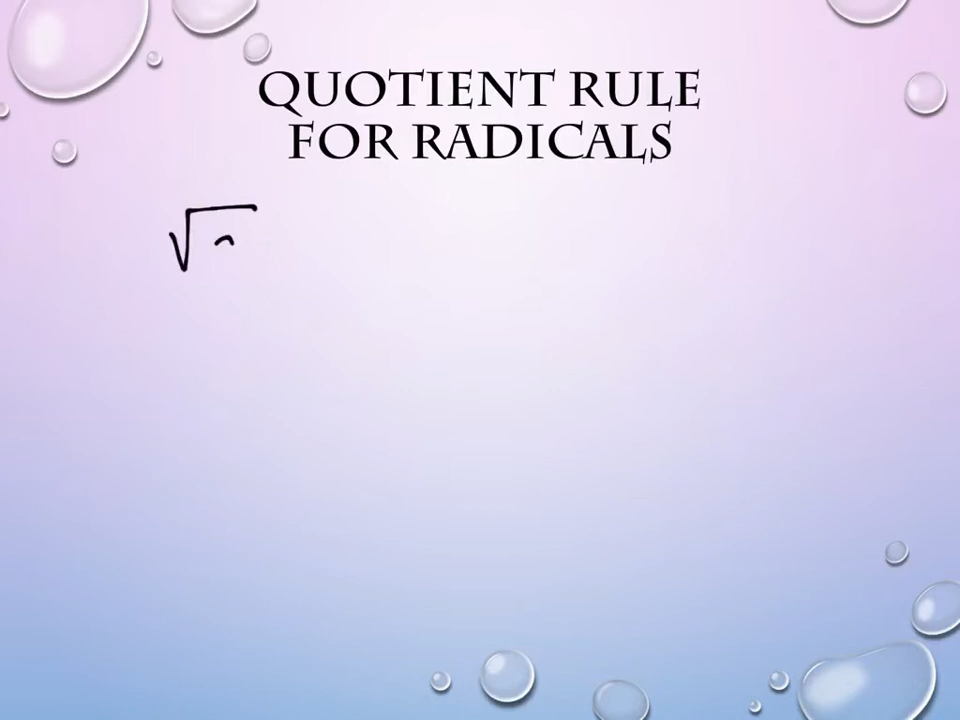 QUOTIENT RULE
FOR RADICALS
√